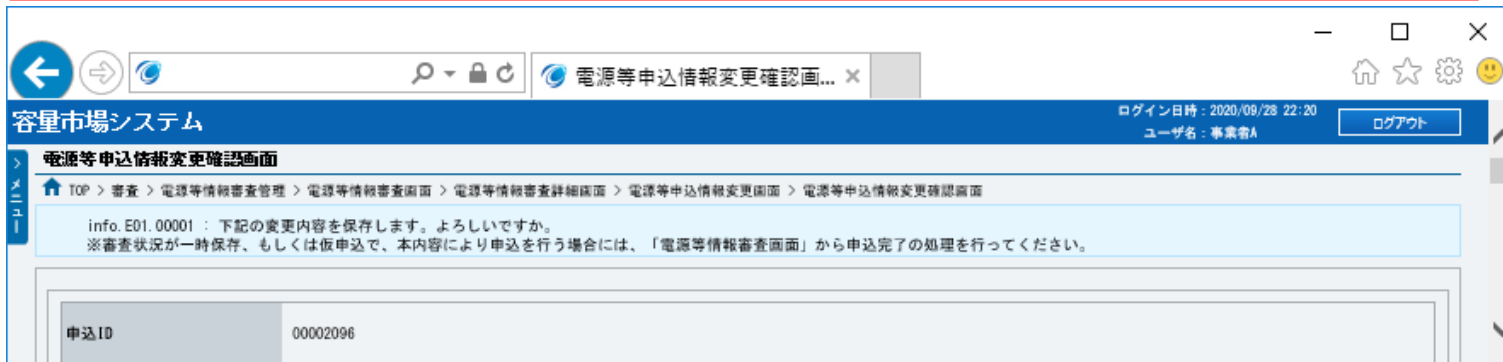 電源等申込情報変更確認画...
容量市場システム
ログイン日時：2020/09/28 22:20
ユーザ名：事業者A
ログアウト
> メニュー
電源等申込情報変更確認画面
TOP > 審査 > 電源等情報審査管理 > 電源等情報審査画面 > 電源等情報審査詳細画面 > 電源等申込情報変更画面 > 電源等申込情報変更確認画面
info.E01.00001 : 下記の変更内容を保存します。よろしいですか。
※審査状況が一時保存、もしくは仮申込で、本内容により申込を行う場合には、「電源等情報審査画面」から申込完了の処理を行ってください。
申込ID 00002096